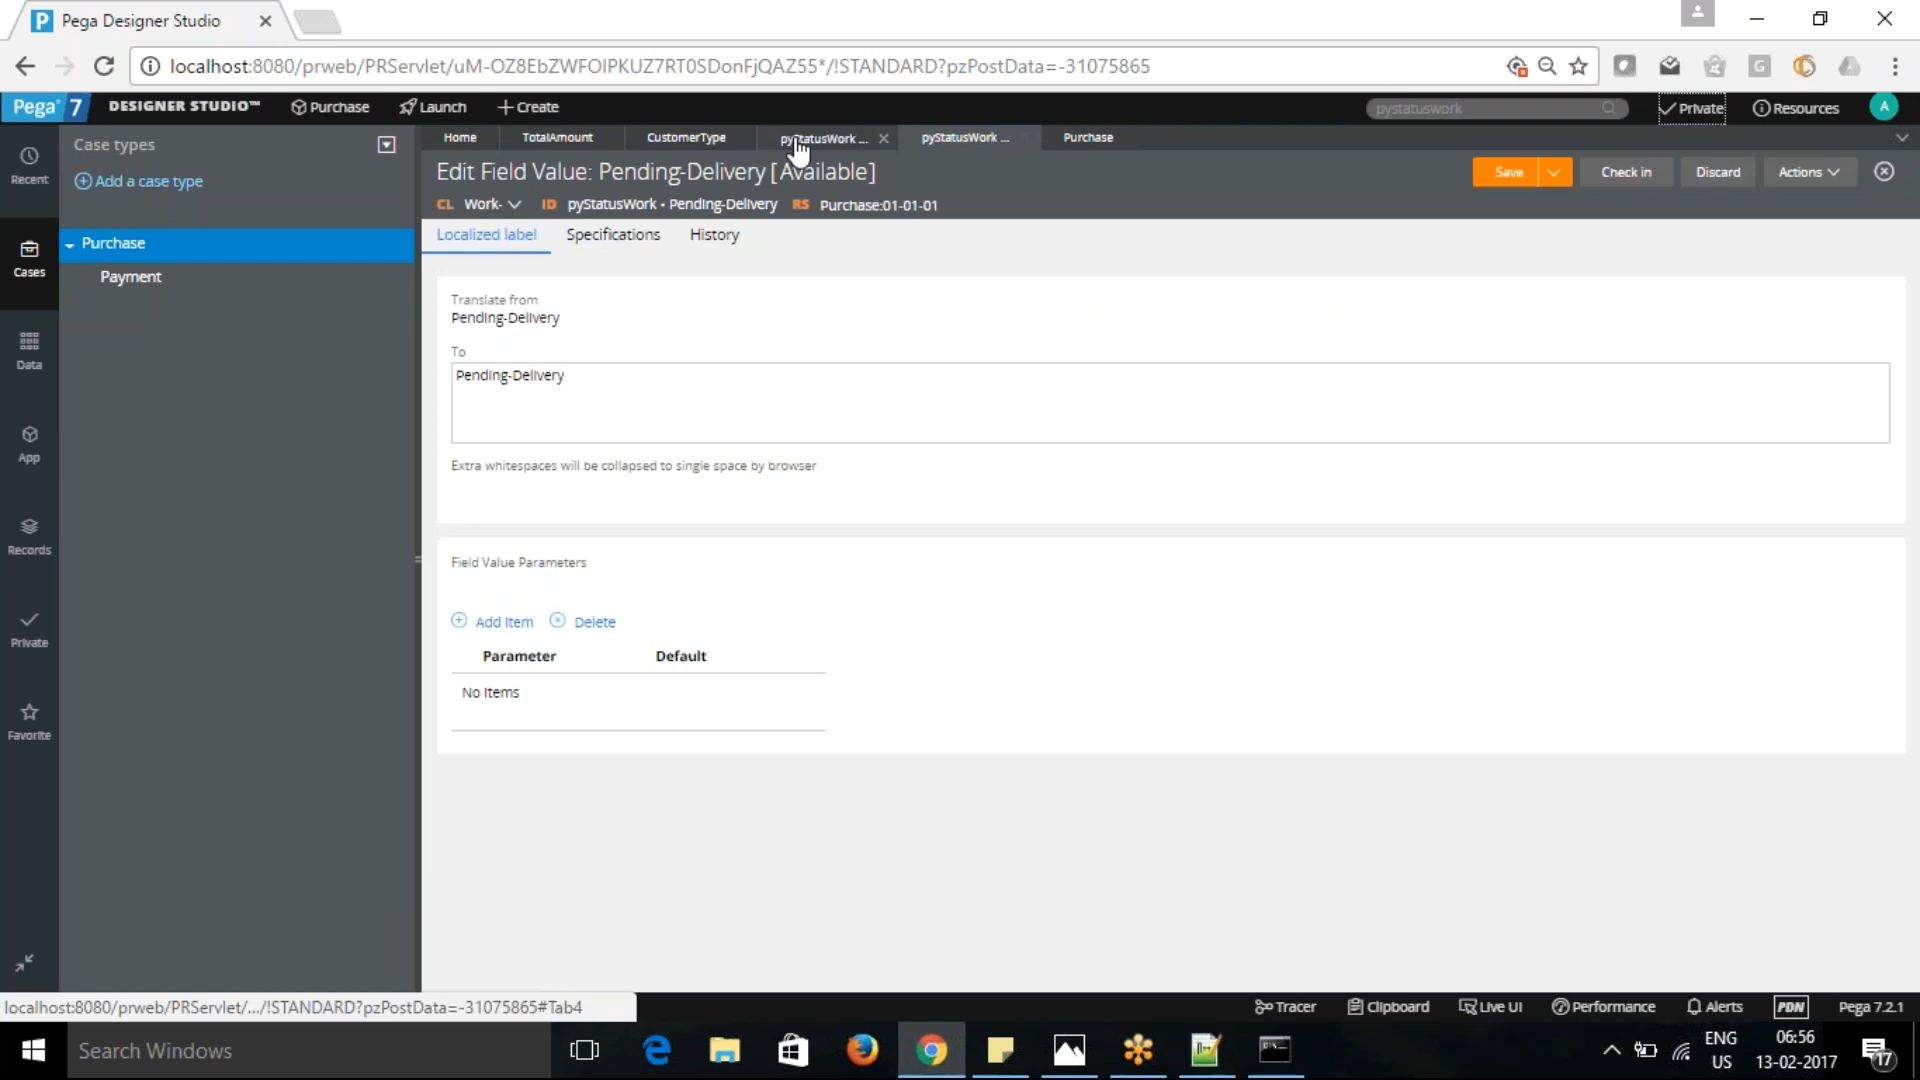 Pega Designer Studio
localhost:8080/prweb/PRServlet/uM-OZ8EbZWFOIPKUZ7RT0SDonFjQAZ55*/!STANDARD?pzPostData=-31075865
Pega 7 DESIGNER STUDIO™ Purchase Launch Create pystatuswork Private Resources A
Case types Home TotalAmount CustomerType pyStatusWork ... pyStatusWork ... Purchase
Recent Add a case type Edit Field Value: Pending-Delivery [Available] Save Check in Discard Actions
CL Work- ID pyStatusWork • Pending-Delivery RS Purchase:01-01-01
Purchase Localized label Specifications History
Cases Payment
Translate from
Pending-Delivery
To
Data Pending-Delivery
App Extra whitespaces will be collapsed to single space by browser
Records Field Value Parameters
Private Add Item Delete
Parameter Default
No Items
Favorite
localhost:8080/prweb/PRServlet/.../!STANDARD?pzPostData=-31075865#Tab4 Tracer Clipboard Live UI Performance Alerts PDN Pega 7.2.1
Search Windows ENG 06:56
US 13-02-2017 17